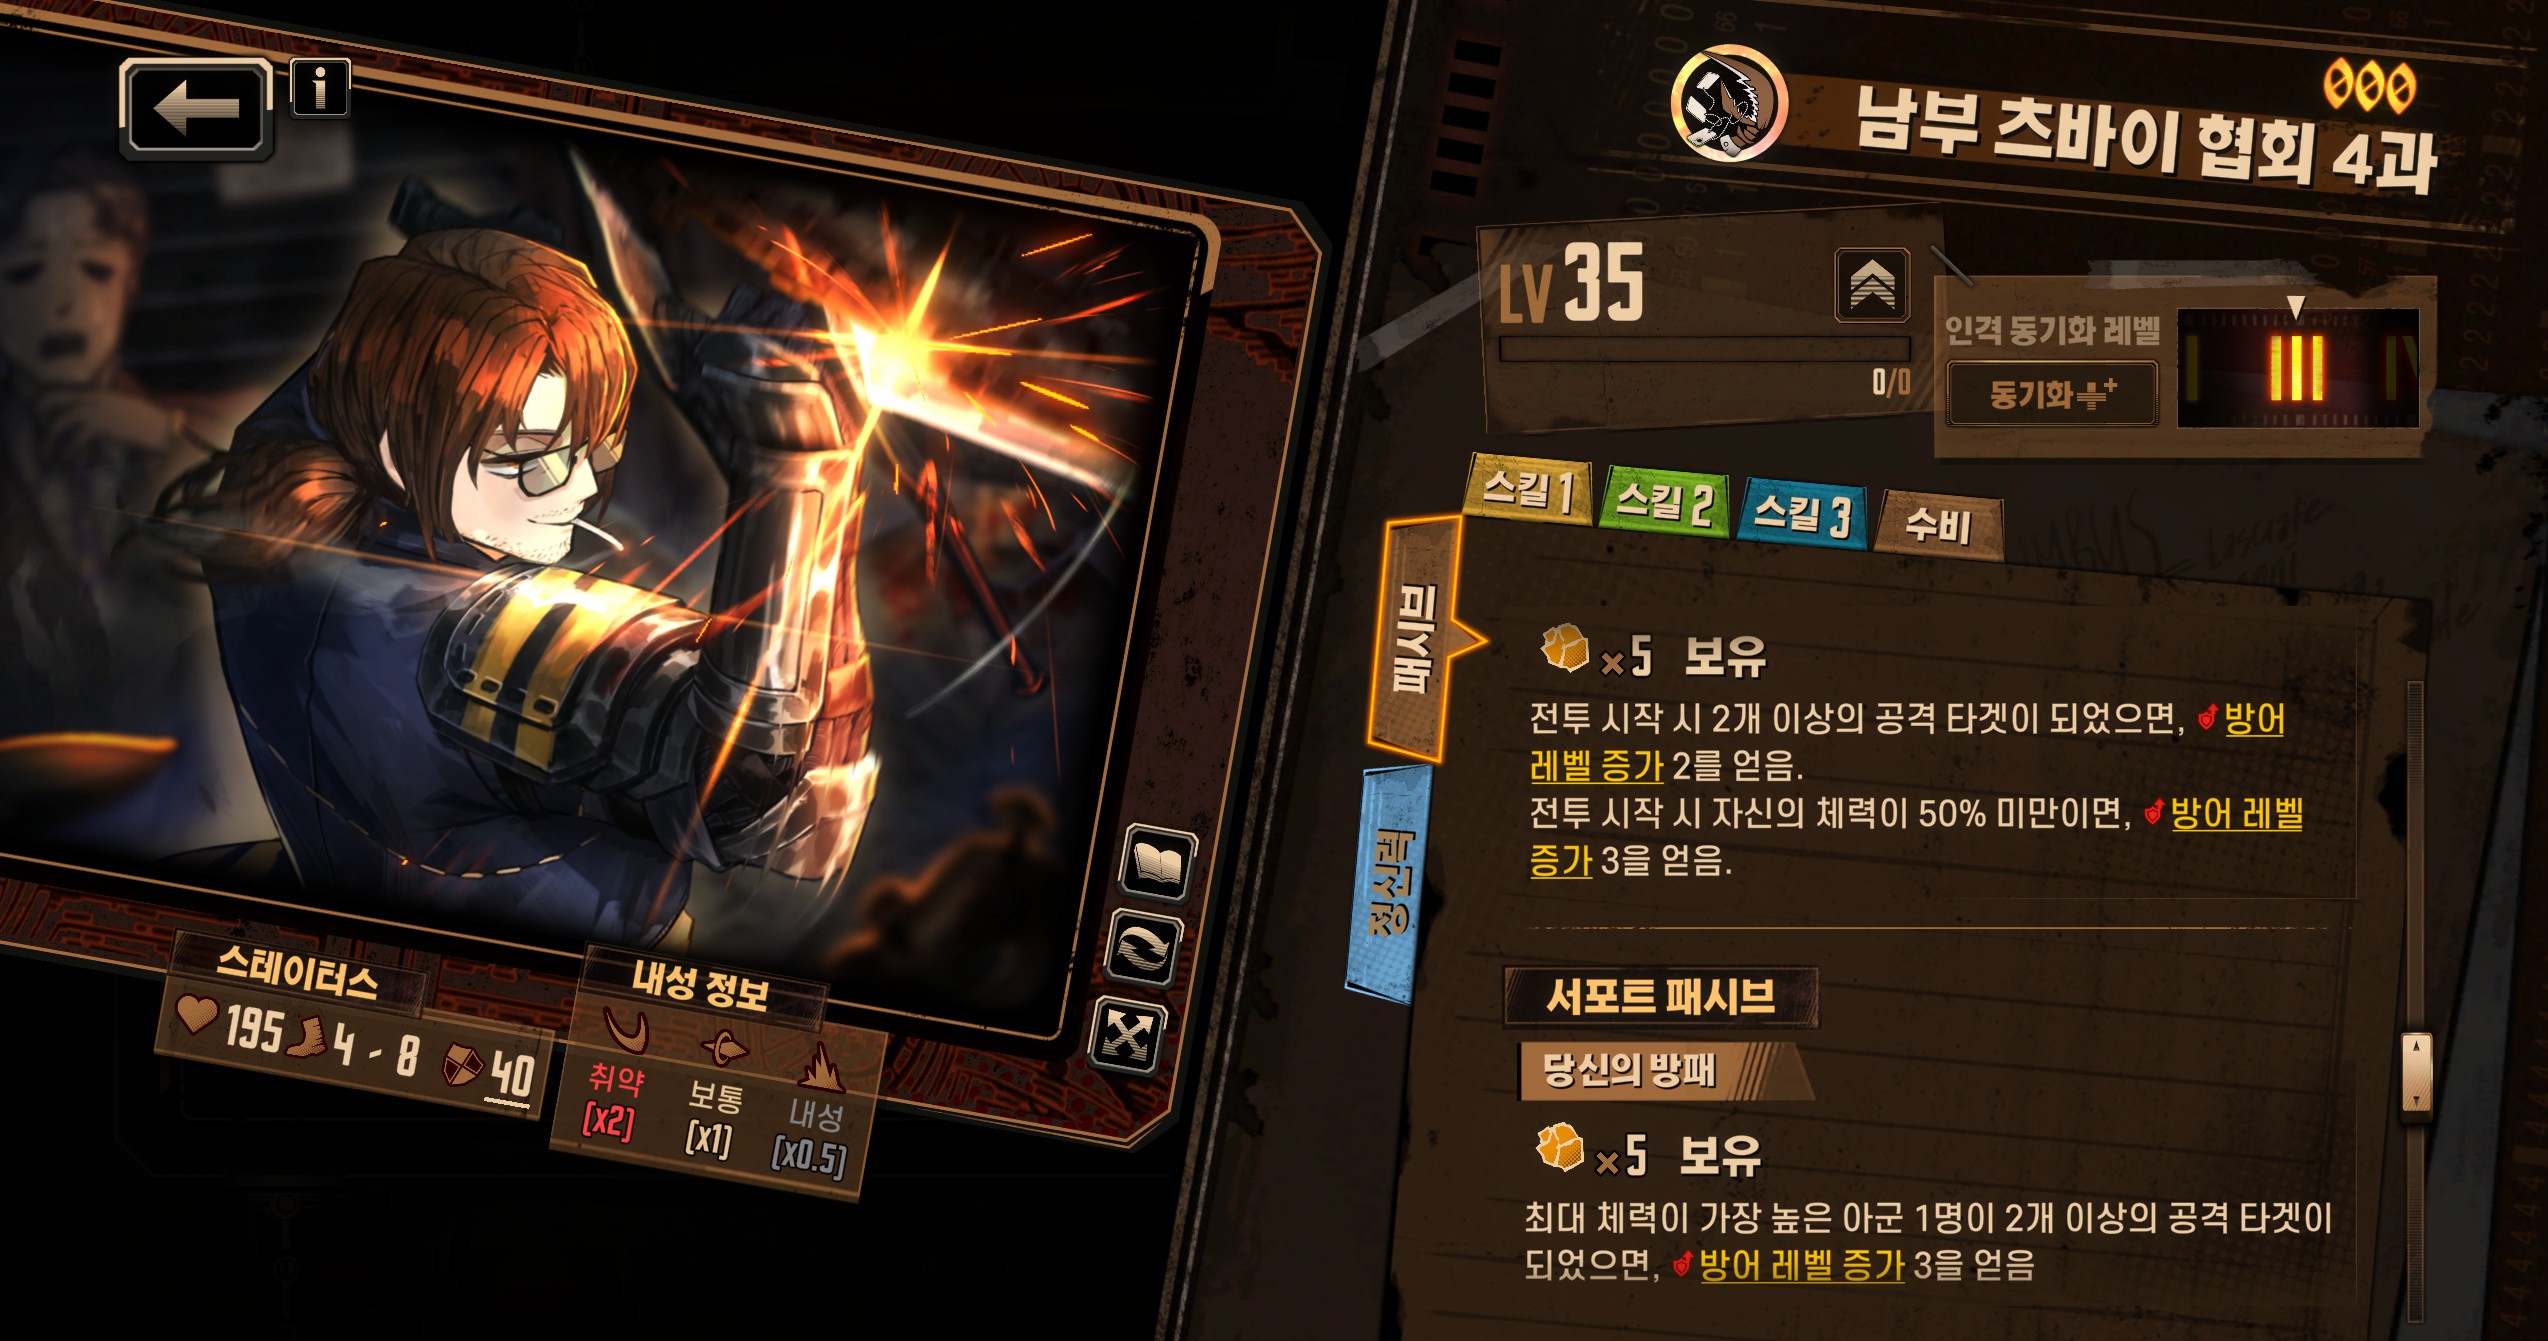 남부 츠바이 협회 4과
LV 35
0/0
인격 동기화 레벨
동기화
스킬 1
스킬 2
스킬 3
수비
패시브
정신력
×5 보유
전투 시작 시 2개 이상의 공격 타겟이 되었으면, 방어
레벨 증가 2를 얻음.
전투 시작 시 자신의 체력이 50% 미만이면, 방어 레벨
증가 3을 얻음.
서포트 패시브
당신의 방패
×5 보유
최대 체력이 가장 높은 아군 1명이 2개 이상의 공격 타겟이
되었으면, 방어 레벨 증가 3을 얻음
스테이터스
195 4 - 8 40
내성 정보
취약 보통 내성
[x2] [x1] [x0.5]